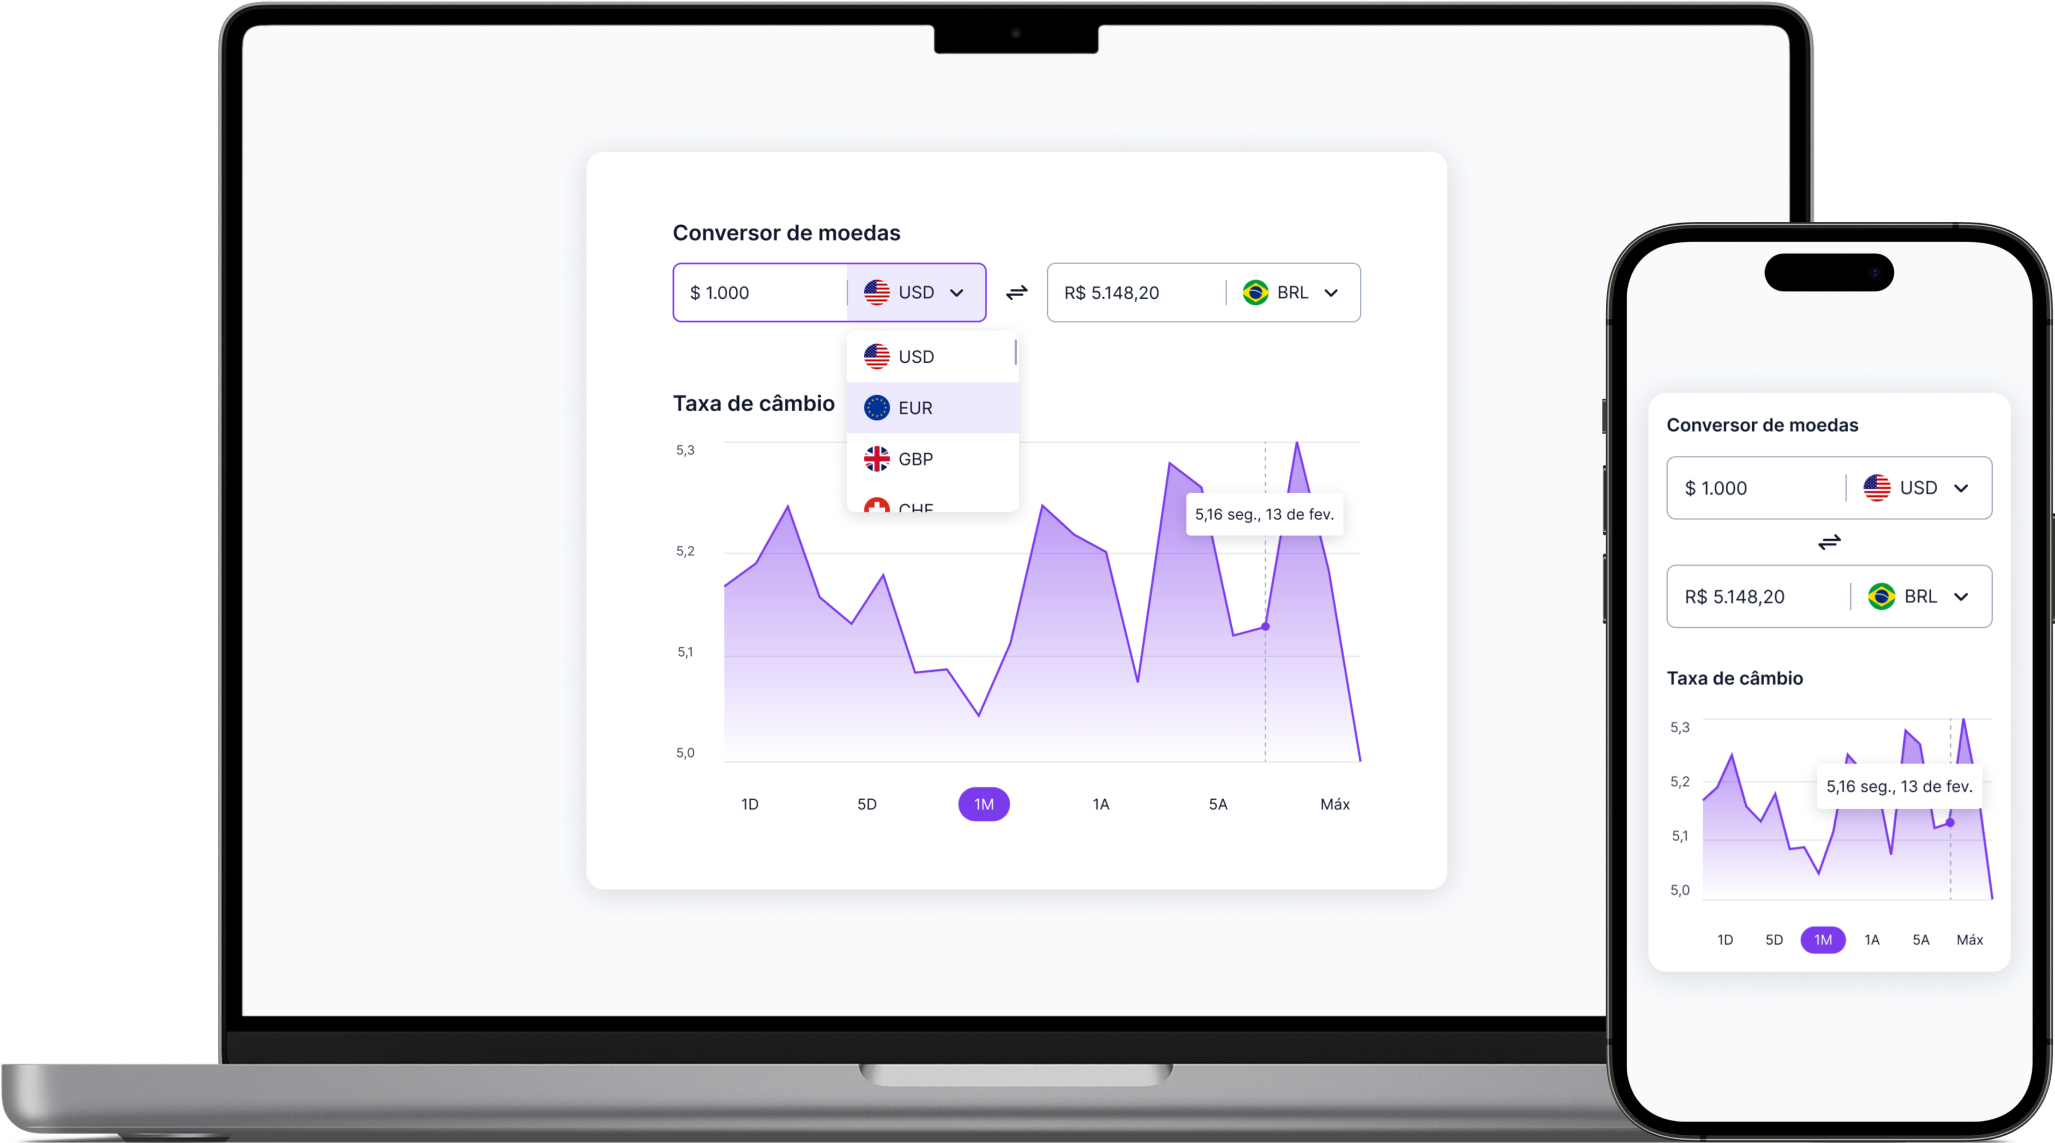 Conversor de moedas
$ 1.000 USD R$ 5.148,20 BRL
USD
EUR
GBP
CHF
Taxa de câmbio
5,3
5,2
5,1
5,0
5,16 seg., 13 de fev.
1D 5D 1M 1A 5A Máx
Conversor de moedas
$ 1.000 USD
R$ 5.148,20 BRL
Taxa de câmbio
5,3
5,2
5,1
5,0
5,16 seg., 13 de fev.
1D 5D 1M 1A 5A Máx